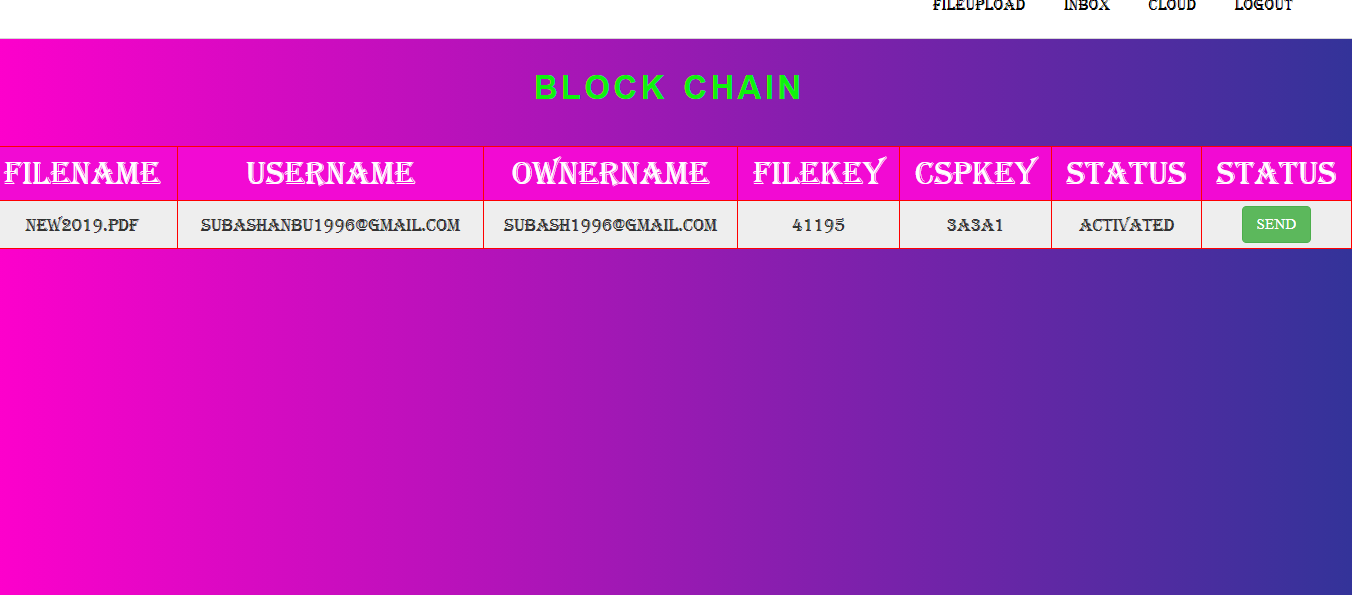 FILEUPLOAD INBOX CLOUD LOGOUT
BLOCK CHAIN
FILENAME USERNAME OWNERNAME FILEKEY CSPKEY STATUS STATUS
NEW2019.PDF SUBASHANBU1996@GMAIL.COM SUBASH1996@GMAIL.COM 41195 3A3A1 ACTIVATED SEND